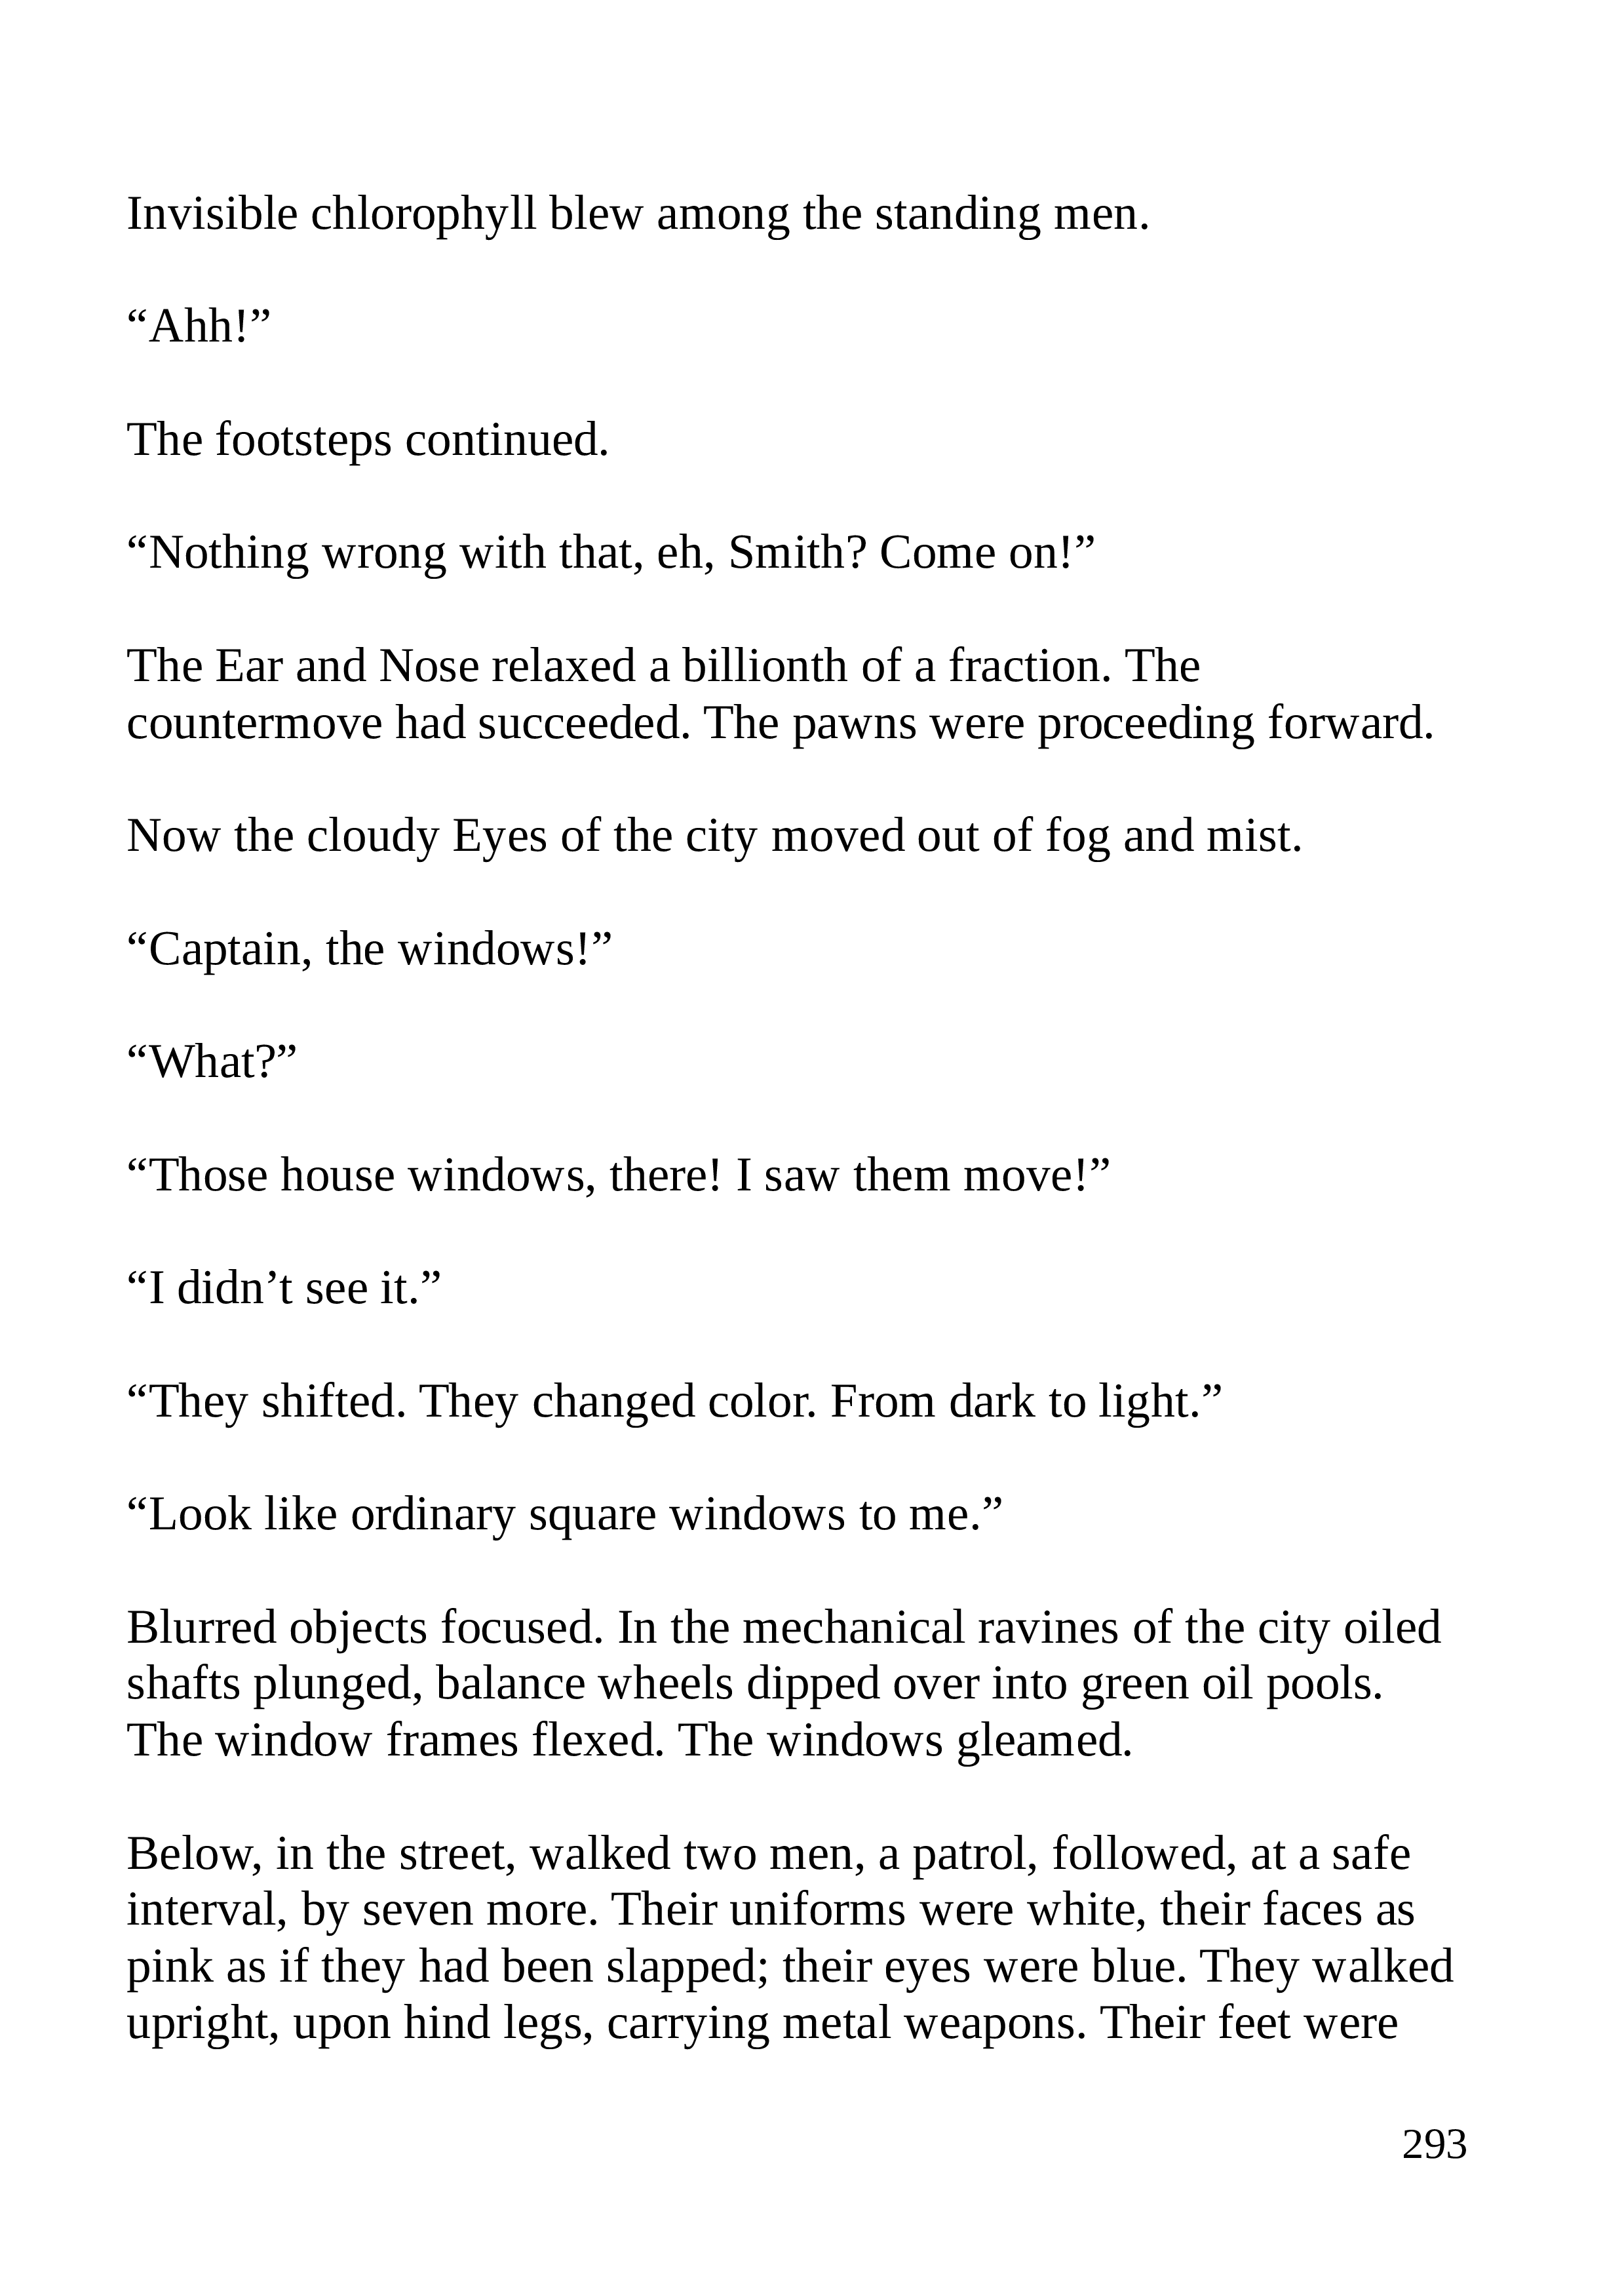 Invisible chlorophyll blew among the standing men.
“Ahh!”
The footsteps continued.
“Nothing wrong with that, eh, Smith? Come on!”
The Ear and Nose relaxed a billionth of a fraction. The
countermove had succeeded. The pawns were proceeding forward.
Now the cloudy Eyes of the city moved out of fog and mist.
“Captain, the windows!”
“What?”
“Those house windows, there! I saw them move!”
“I didn’t see it.”
“They shifted. They changed color. From dark to light.”
“Look like ordinary square windows to me.”
Blurred objects focused. In the mechanical ravines of the city oiled
shafts plunged, balance wheels dipped over into green oil pools.
The window frames flexed. The windows gleamed.
Below, in the street, walked two men, a patrol, followed, at a safe
interval, by seven more. Their uniforms were white, their faces as
pink as if they had been slapped; their eyes were blue. They walked
upright, upon hind legs, carrying metal weapons. Their feet were
293